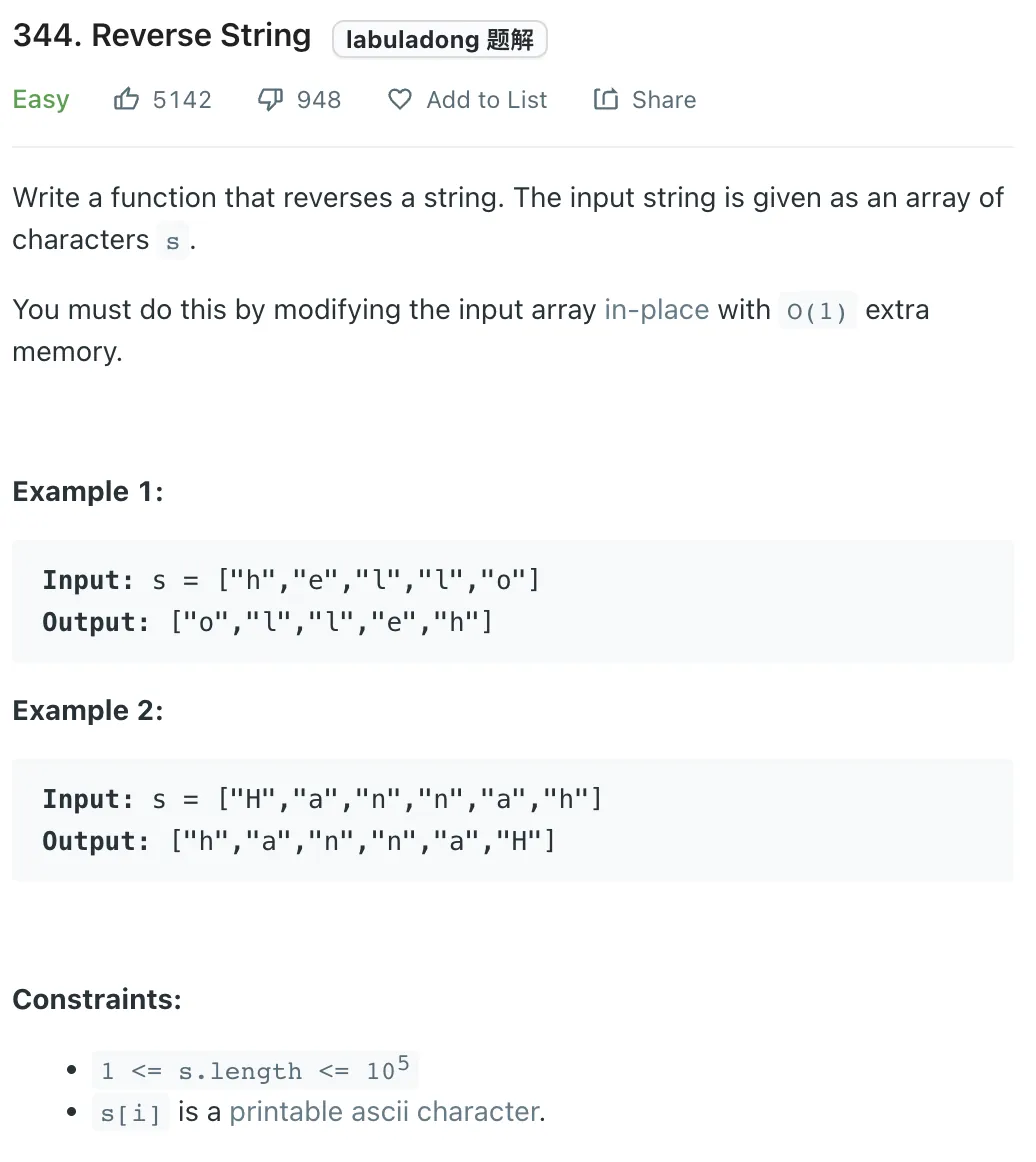 344. Reverse String labuladong 题解
Easy 5142 948 Add to List Share
Write a function that reverses a string. The input string is given as an array of
characters s .
You must do this by modifying the input array in-place with O(1) extra
memory.
Example 1:
Input: s = ["h","e","l","l","o"]
Output: ["o","l","l","e","h"]
Example 2:
Input: s = ["H","a","n","n","a","h"]
Output: ["h","a","n","n","a","H"]
Constraints:
• 1 <= s.length <= 10⁵
• s[i] is a printable ascii character.